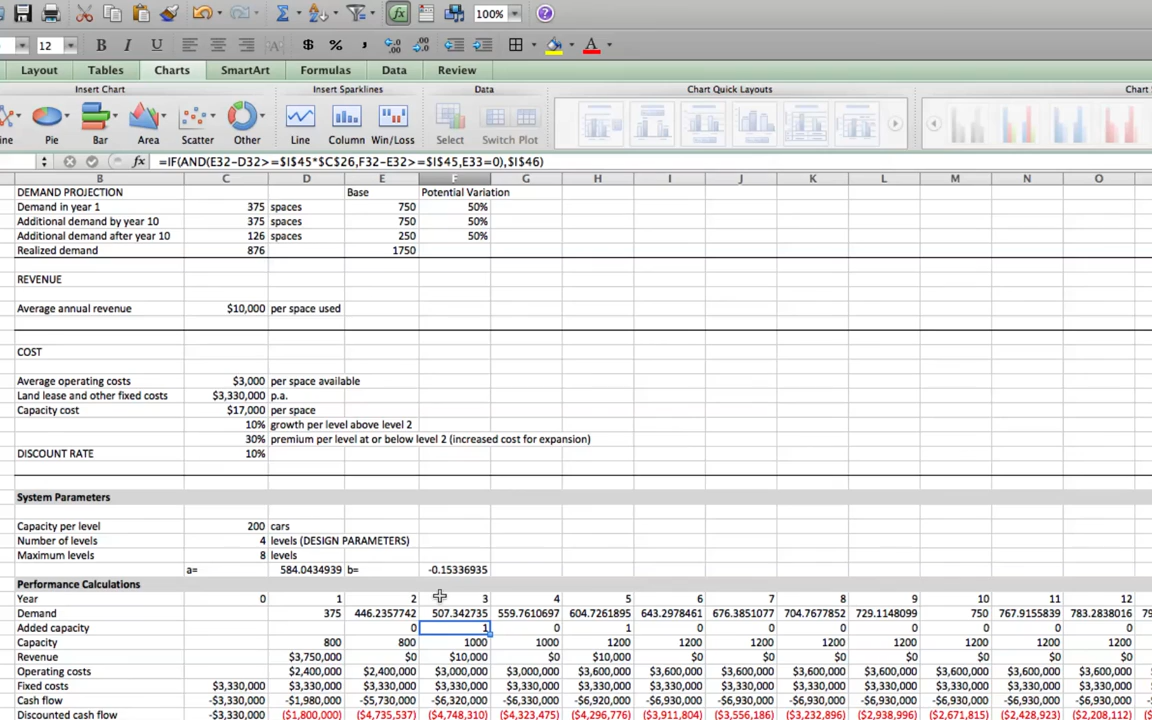 100%
12 B I U $ % ,
Layout Tables Charts SmartArt Formulas Data Review
Insert Chart Insert Sparklines Data Chart Quick Layouts
Pie Bar Area Scatter Other Line Column Win/Loss Select Switch Plot
fx =IF(AND(E32-D32>=$I$45*$C$26,F32-E32>=$I$45,E33=0),$I$46)
B C D E F G H I J K L M N O
DEMAND PROJECTION Base Potential Variation
Demand in year 1 375 spaces 750 50%
Additional demand by year 10 375 spaces 750 50%
Additional demand after year 10 126 spaces 250 50%
Realized demand 876 1750
REVENUE
Average annual revenue $10,000 per space used
COST
Average operating costs $3,000 per space available
Land lease and other fixed costs $3,330,000 p.a.
Capacity cost $17,000 per space
10% growth per level above level 2
30% premium per level at or below level 2 (increased cost for expansion)
DISCOUNT RATE 10%
System Parameters
Capacity per level 200 cars
Number of levels 4 levels (DESIGN PARAMETERS)
Maximum levels 8 levels
a= 584.0434939 b= -0.15336935
Performance Calculations
Year 0 1 2 3 4 5 6 7 8 9 10 11 12
Demand 375 446.2357742 507.342735 559.7610697 604.7261895 643.2978461 676.3851077 704.7677852 729.1148099 750 767.9155839 783.2838016
Added capacity 0 1 0 1 0 0 0 0 0 0 0
Capacity 800 800 1000 1000 1200 1200 1200 1200 1200 1200 1200 1200
Revenue $3,750,000 $0 $10,000 $0 $10,000 $0 $0 $0 $0 $0 $0 $0
Operating costs $2,400,000 $2,400,000 $3,000,000 $3,000,000 $3,600,000 $3,600,000 $3,600,000 $3,600,000 $3,600,000 $3,600,000 $3,600,000 $3,600,000
Fixed costs $3,330,000 $3,330,000 $3,330,000 $3,330,000 $3,330,000 $3,330,000 $3,330,000 $3,330,000 $3,330,000 $3,330,000 $3,330,000 $3,330,000 $3,330,000
Cash flow -$3,330,000 -$1,980,000 -$5,730,000 -$6,320,000 -$6,330,000 -$6,920,000 -$6,930,000 -$6,930,000 -$6,930,000 -$6,930,000 -$6,930,000 -$6,930,000 -$6,930,000
Discounted cash flow -$3,330,000 ($1,800,000) ($4,735,537) ($4,748,310) ($4,323,475) ($4,296,776) ($3,911,804) ($3,556,186) ($3,232,896) ($2,938,996) ($2,671,815) ($2,428,923) ($2,208,112)